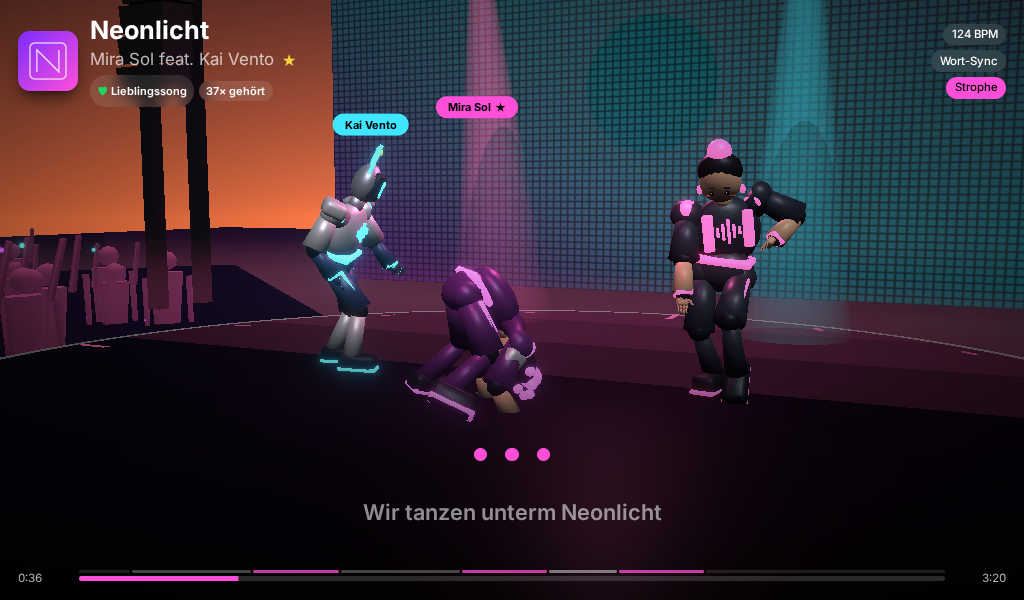 Neonlicht
Mira Sol feat. Kai Vento ★
Lieblingssong
37× gehört
124 BPM
Wort-Sync
Strophe
N
Mira Sol ★
Kai Vento
Wir tanzen unterm Neonlicht
0:36
3:20